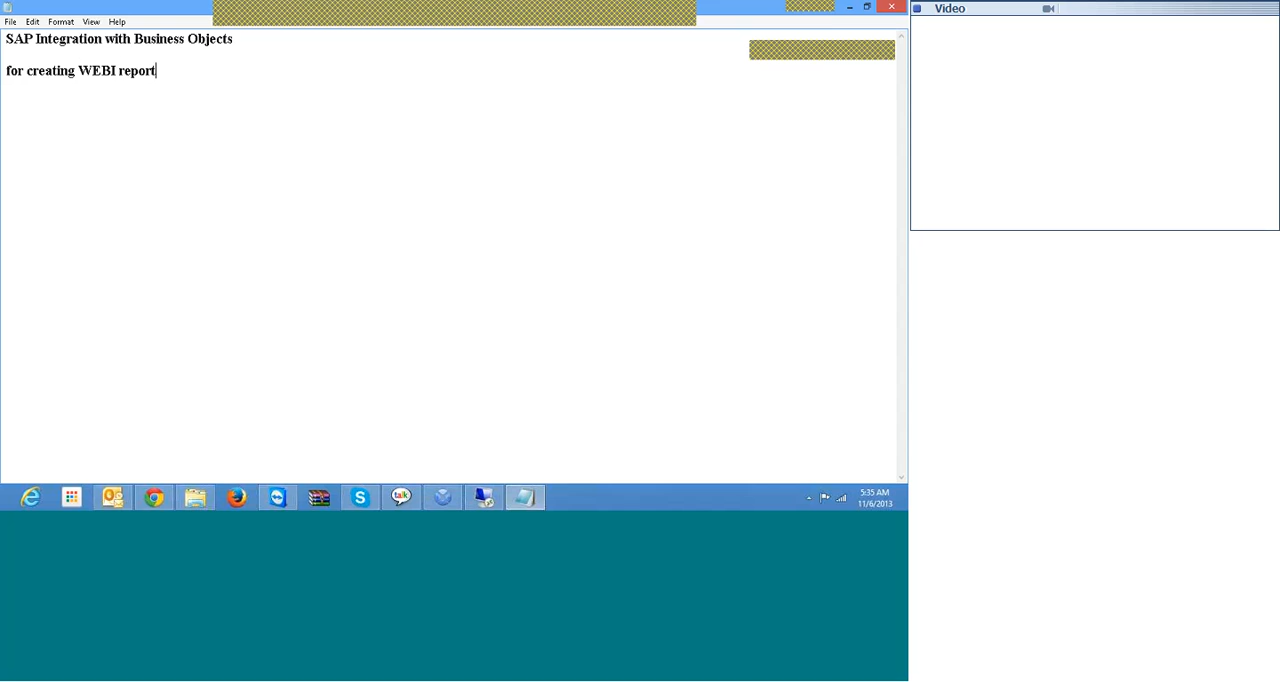 Video
File Edit Format View Help
SAP Integration with Business Objects
for creating WEBI report
talk
5:35 AM
11/6/2013